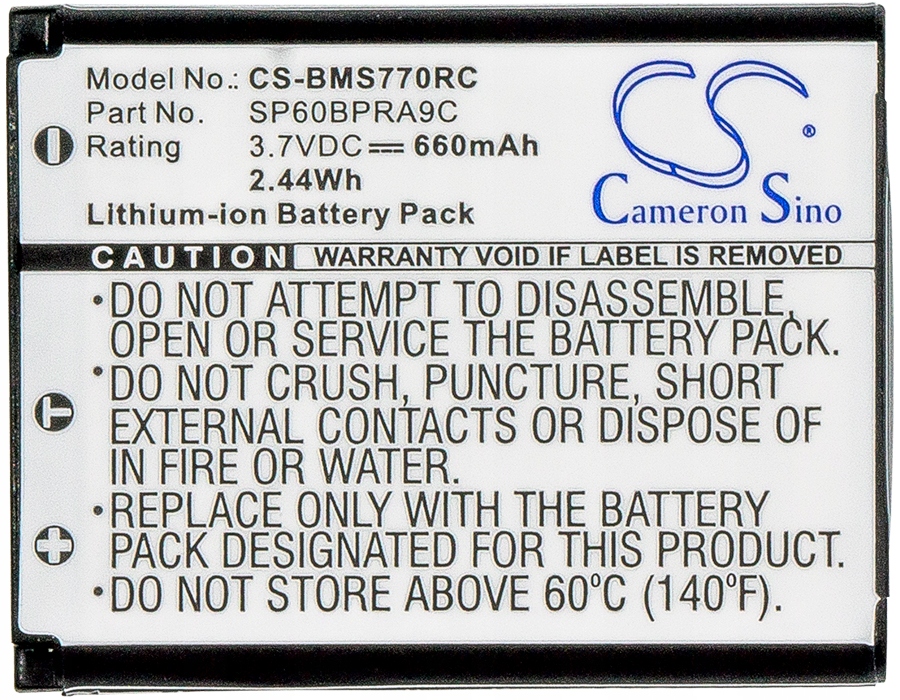 Model No.: CS-BMS770RC
Part No. SP60BPRA9C
Rating 3.7VDC 660mAh
2.44Wh
Lithium-ion Battery Pack
CS ®
Cameron Sino
CAUTION WARRANTY VOID IF LABEL IS REMOVED
•DO NOT ATTEMPT TO DISASSEMBLE,
OPEN OR SERVICE THE BATTERY PACK.
•DO NOT CRUSH, PUNCTURE, SHORT
EXTERNAL CONTACTS OR DISPOSE OF
IN FIRE OR WATER.
T
•REPLACE ONLY WITH THE BATTERY
PACK DESIGNATED FOR THIS PRODUCT.
+
•DO NOT STORE ABOVE 60°C (140°F).